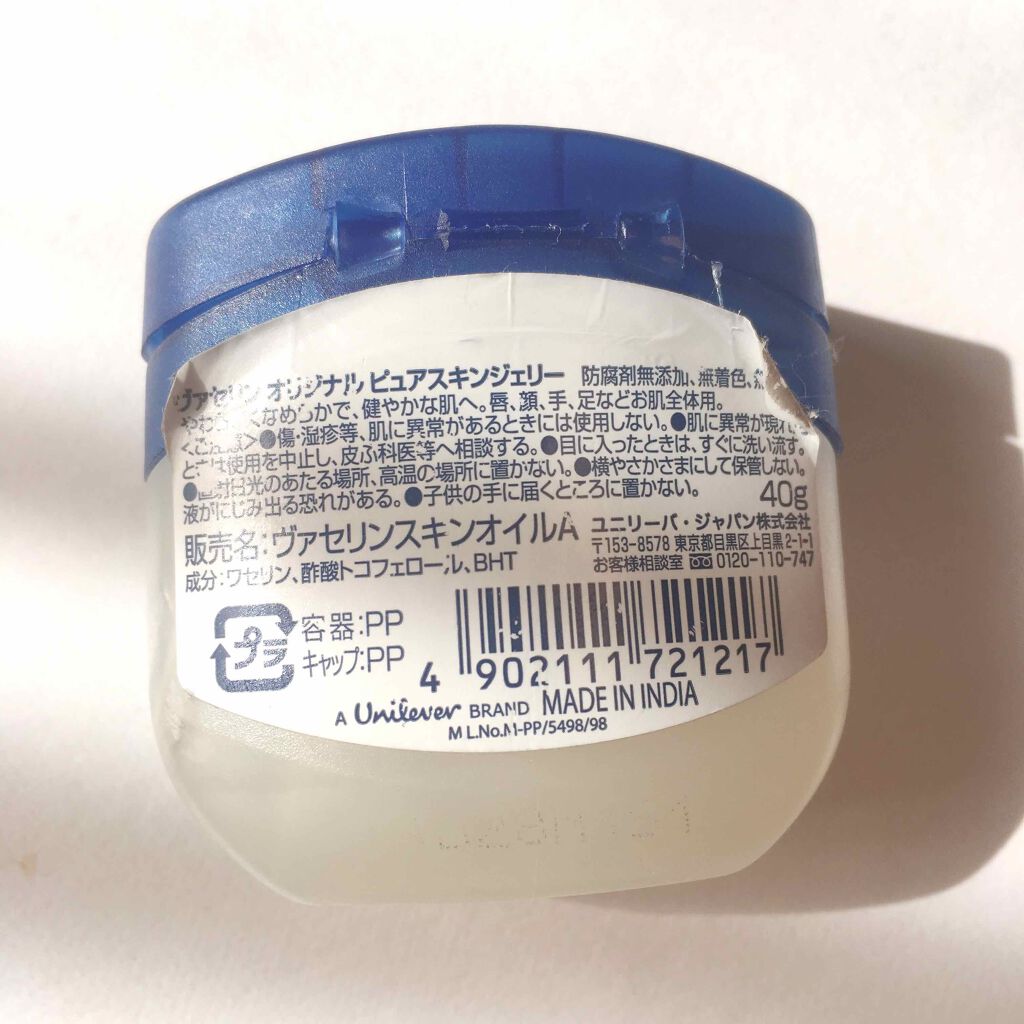 ヴァセリン オリジナル ピュアスキンジェリー 防腐剤無添加、無着色、
なめらかで、健やかな肌へ。唇、顔、手、足などお肌全体用。
●傷・湿疹等、肌に異常があるときには使用しない。●肌に異常が現れ
使用を中止し、皮ふ科医等へ相談する。●目に入ったときは、すぐに洗い流す。
●直射日光のあたる場所、高温の場所に置かない。●横やさかさまにして保管しない。
液がにじみ出る恐れがある。●子供の手に届くところに置かない。
40g
販売名:ヴァセリンスキンオイルA
成分:ワセリン、酢酸トコフェロール、BHT
ユニリーバ・ジャパン株式会社
〒153-8578 東京都目黒区上目黒2-1-1
お客様相談室 0120-110-747
プラ
容器:PP
キャップ:PP
4 902111 721217
A Unilever BRAND MADE IN INDIA
M L.No.M-PP/5498/98